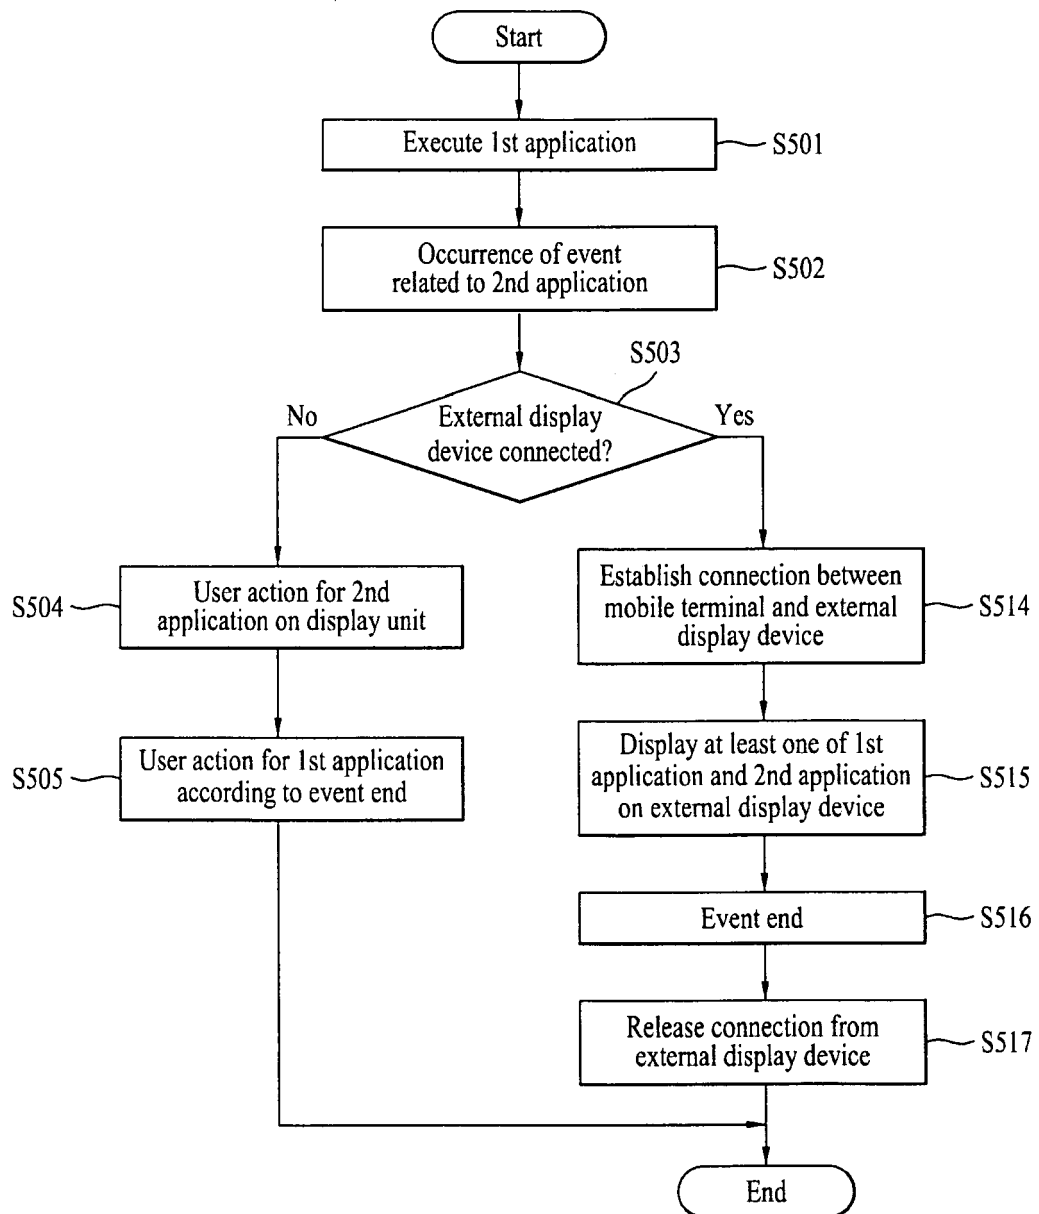 Start
Execute 1st application
S501
Occurrence of event
related to 2nd application
S502
S503
No
External display
device connected?
Yes
S504
User action for 2nd
application on display unit
Establish connection between
mobile terminal and external
display device
S514
S505
User action for 1st application
according to event end
Display at least one of 1st
application and 2nd application
on external display device
S515
Event end
S516
Release connection from
external display device
S517
End